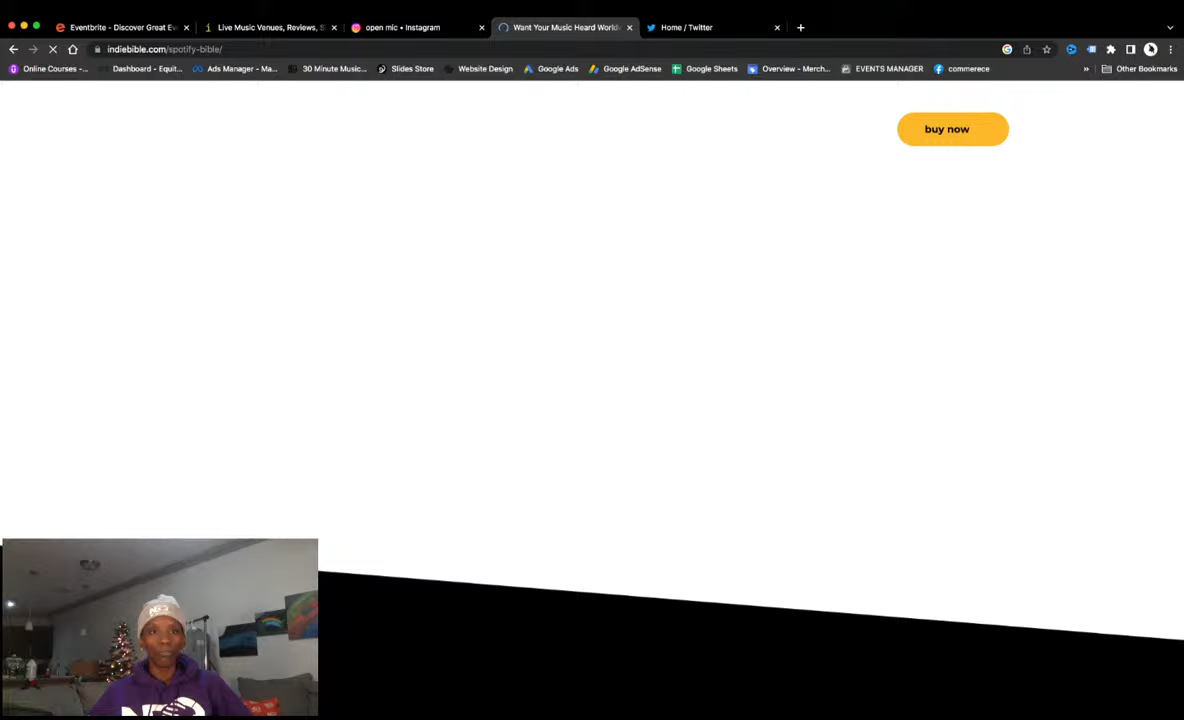 Eventbrite - Discover Great Eve
Live Music Venues, Reviews, S
open mic • Instagram
Want Your Music Heard Worldw
Home / Twitter
indiebible.com/spotify-bible/
Online Courses -...
Dashboard - Equit...
Ads Manager - Ma...
30 Minute Music...
Slides Store
Website Design
Google Ads
Google AdSense
Google Sheets
Overview - Merch...
EVENTS MANAGER
commerece
»
Other Bookmarks
buy now